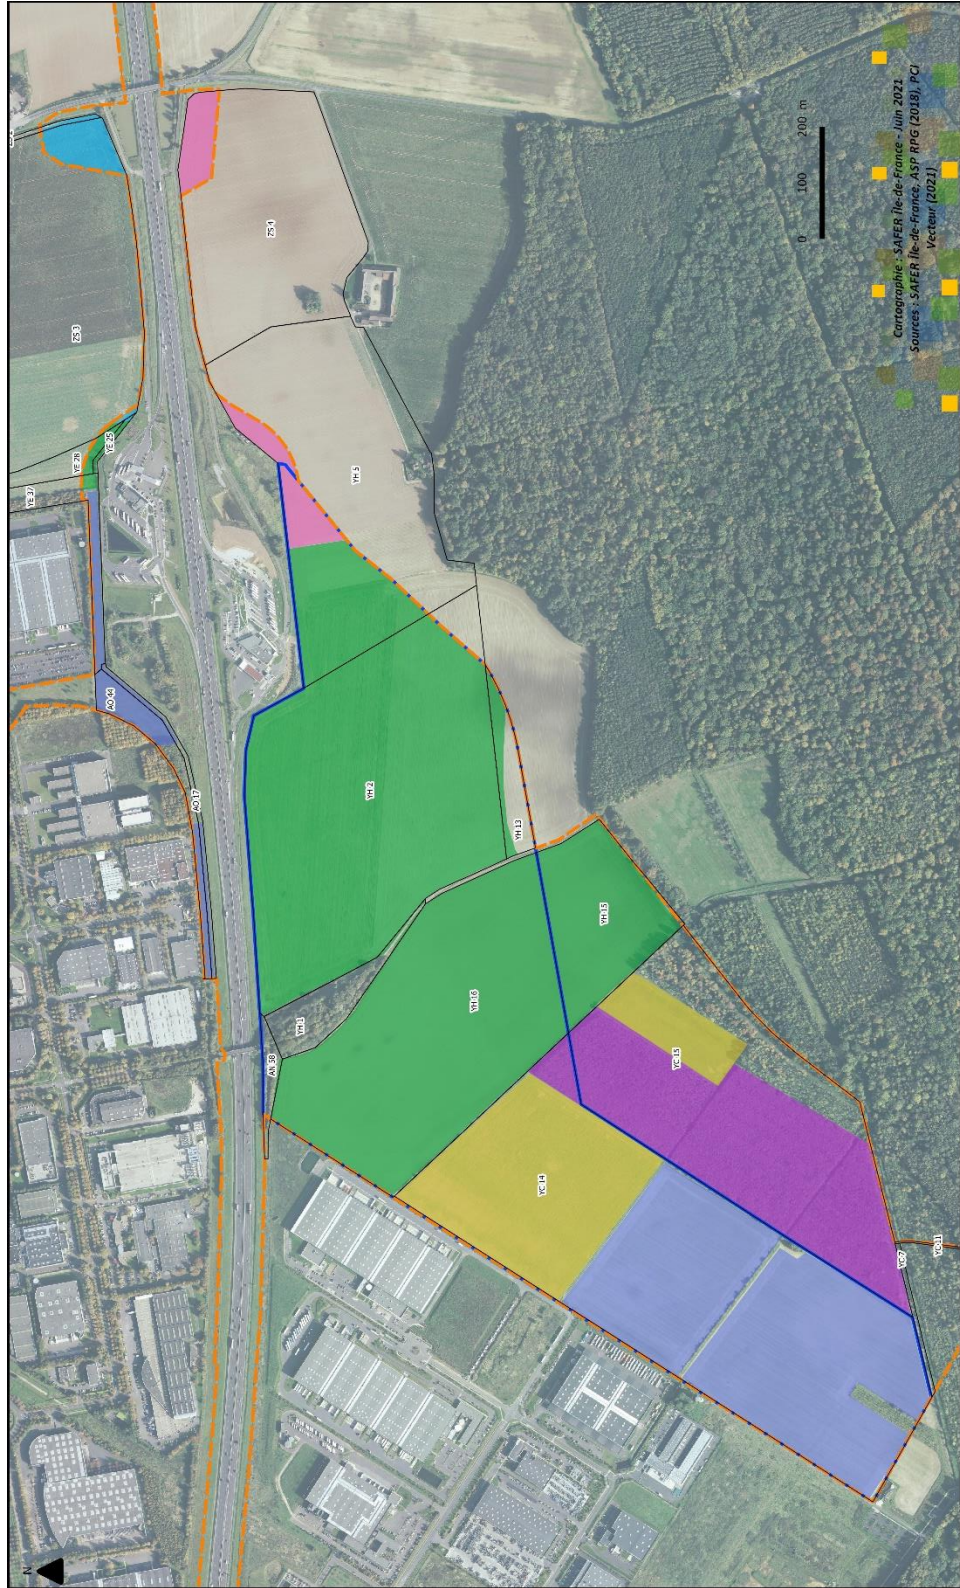 N
ZS 3
YE 28
YE 25
YE 37
ZS 4
YH 5
AO 44
AO 17
YH 2
YH 13
YH 1
AN 58
YH 16
YH 15
YC 15
YC 14
YC 7
YC 11
0 100 200 m
Cartographie : SAFER Île-de-France - Juin 2021
Sources : SAFER Île-de-France, ASP RPG (2018), PCI
Vecteur (2021)